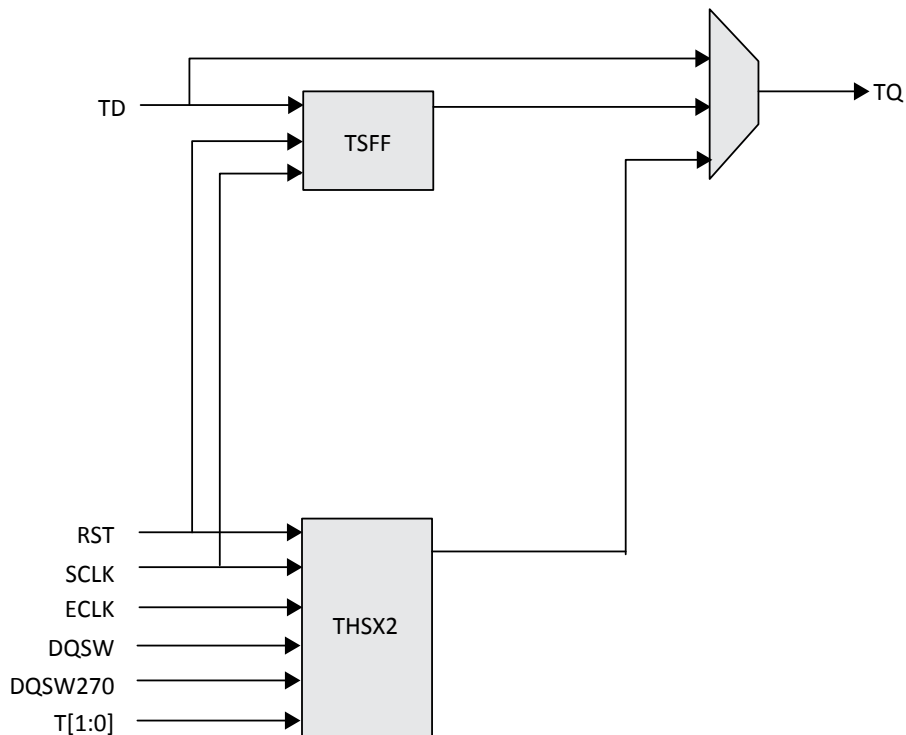 TD
TSFF
TQ
RST
SCLK
ECLK
DQSW
DQSW270
T[1:0]
THSX2